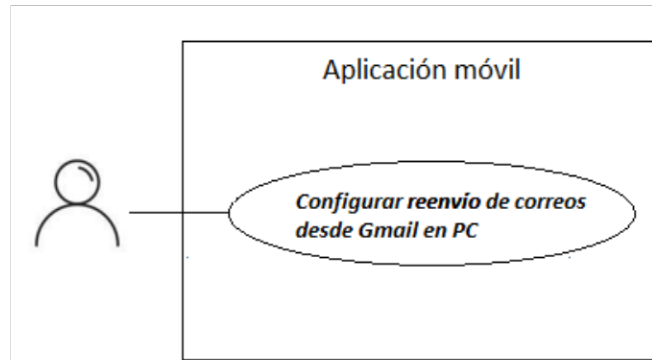 Aplicación móvil
Configurar reenvío de correos
desde Gmail en PC